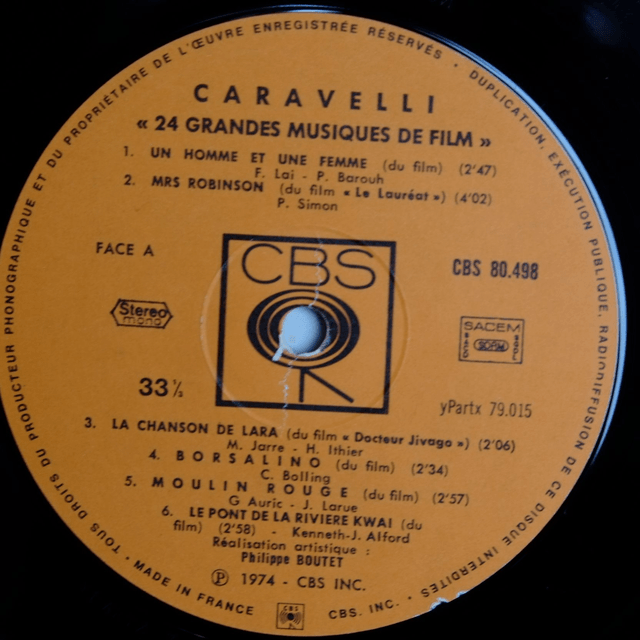 TOUS DROITS DU PRODUCTEUR PHONOGRAPHIQUE ET DU PROPRIÉTAIRE DE L'ŒUVRE ENREGISTRÉE RÉSERVÉS • DUPLICATION, EXÉCUTION PUBLIQUE, RADIODIFFUSION DE CE DISQUE INTERDITES •
CARAVELLI
« 24 GRANDES MUSIQUES DE FILM »
1. UN HOMME ET UNE FEMME (du film) (2'47)
F. Lai - P. Barouh
2. MRS ROBINSON (du film « Le Lauréat ») (4'02)
P. Simon
FACE A
CBS
CBS 80.498
Stereo
mono
SACEM
33 1/3
yPartx 79.015
3. LA CHANSON DE LARA (du film « Docteur Jivago ») (2'06)
M. Jarre - H. Ithier
4. BORSALINO (du film) (2'34)
C. Bolling
5. MOULIN ROUGE (du film) (2'57)
G Auric - J. Larue
6. LE PONT DE LA RIVIERE KWAI (du
film) (2'58) - Kenneth-J. Alford
Réalisation artistique :
Philippe BOUTET
℗ 1974 - CBS INC.
• MADE IN FRANCE
CBS
CBS. INC. •